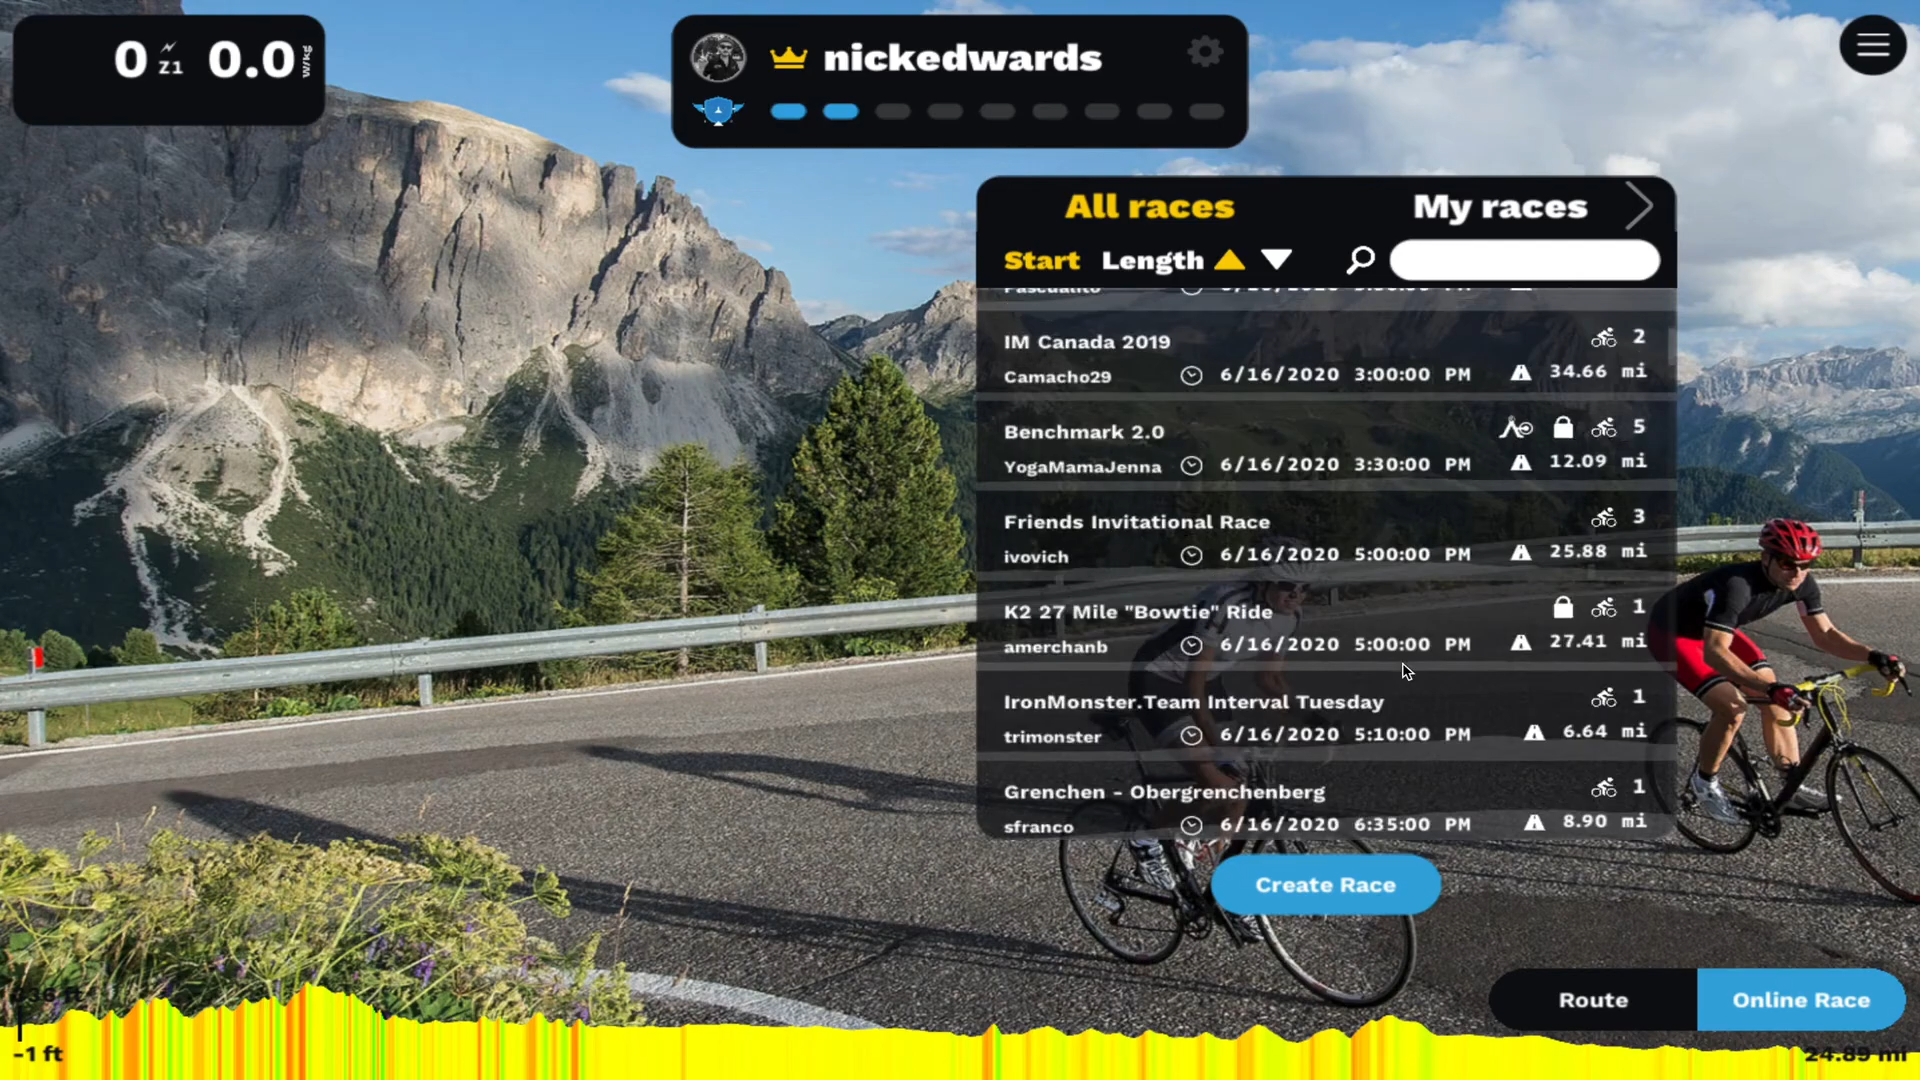 0 Z1 0.0 W/kg
nickedwards
All races My races
Start Length
6/16/2020 PM
IM Canada 2019 2
Camacho29 6/16/2020 3:00:00 PM 34.66 mi
Benchmark 2.0 5
YogaMamaJenna 6/16/2020 3:30:00 PM 12.09 mi
Friends Invitational Race 3
ivovich 6/16/2020 5:00:00 PM 25.88 mi
K2 27 Mile "Bowtie" Ride 1
amerchanb 6/16/2020 5:00:00 PM 27.41 mi
IronMonster.Team Interval Tuesday 1
trimonster 6/16/2020 5:10:00 PM 6.64 mi
Grenchen - Obergrenchenberg 1
sfranco 6/16/2020 6:35:00 PM 8.90 mi
Create Race
Route Online Race
-1 ft 24.89 mi